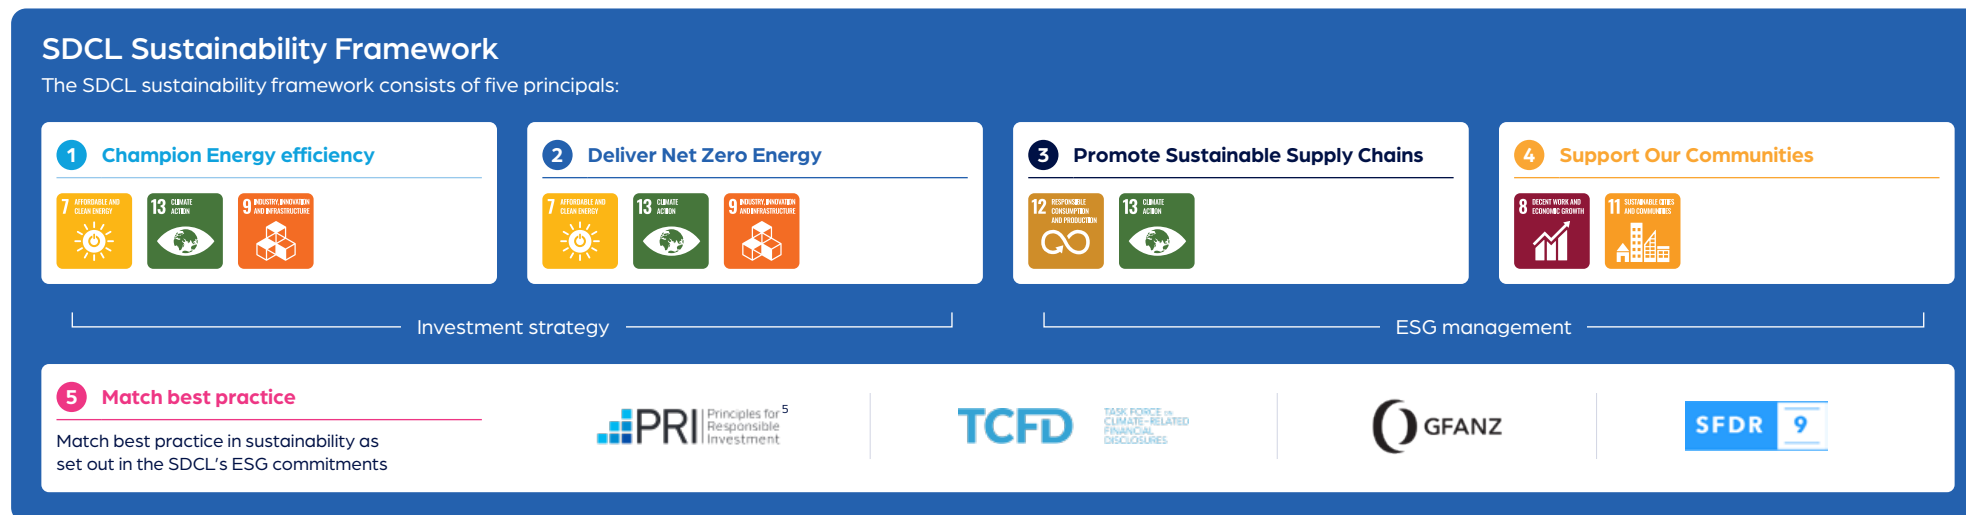 SDCL Sustainability Framework
The SDCL sustainability framework consists of five principals:
1 Champion Energy efficiency
7 AFFORDABLE AND
CLEAN ENERGY
13 CLIMATE
ACTION
9 INDUSTRY, INNOVATION
AND INFRASTRUCTURE
2 Deliver Net Zero Energy
7 AFFORDABLE AND
CLEAN ENERGY
13 CLIMATE
ACTION
9 INDUSTRY, INNOVATION
AND INFRASTRUCTURE
3 Promote Sustainable Supply Chains
12 RESPONSIBLE
CONSUMPTION
AND PRODUCTION
13 CLIMATE
ACTION
4 Support Our Communities
8 DECENT WORK AND
ECONOMIC GROWTH
11 SUSTAINABLE CITIES
AND COMMUNITIES
Investment strategy
ESG management
5 Match best practice
Match best practice in sustainability as
set out in the SDCL's ESG commitments
PRI Principles for 5
Responsible
Investment
TCFD
TASK FORCE ON
CLIMATE-RELATED
FINANCIAL
DISCLOSURES
GFANZ
SFDR 9